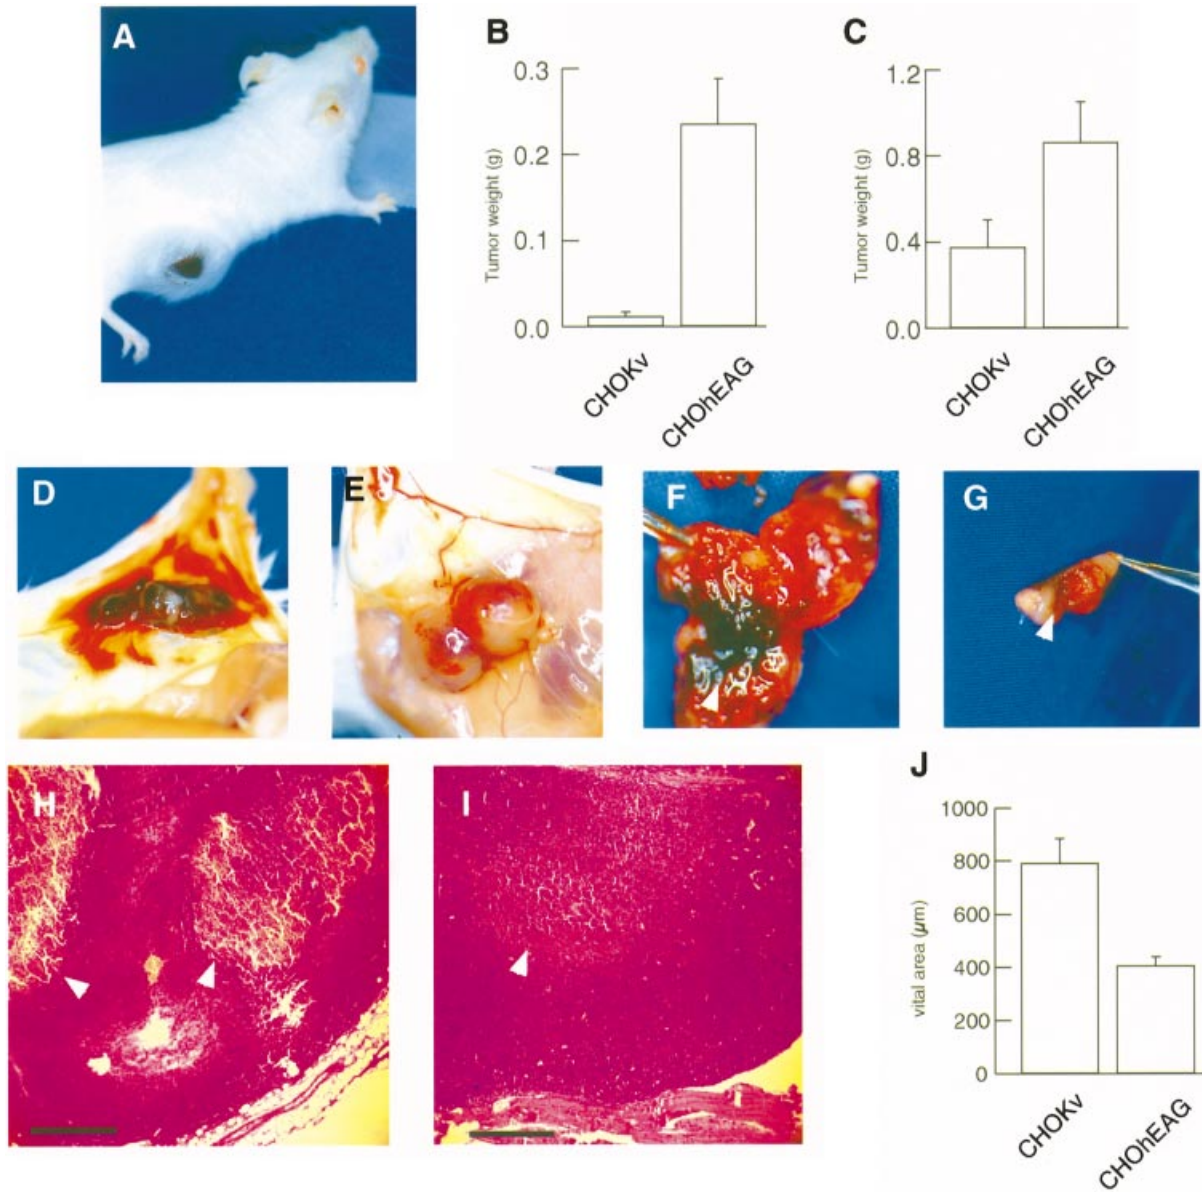 A
B
Tumor weight (g)
0.3
0.2
0.1
0.0
CHOKv
CHOhEAG
C
Tumor weight (g)
1.2
0.8
0.4
0.0
CHOKv
CHOhEAG
D
E
F
G
H
I
J
vital area (µm)
1000
800
600
400
200
0
CHOKv
CHOhEAG